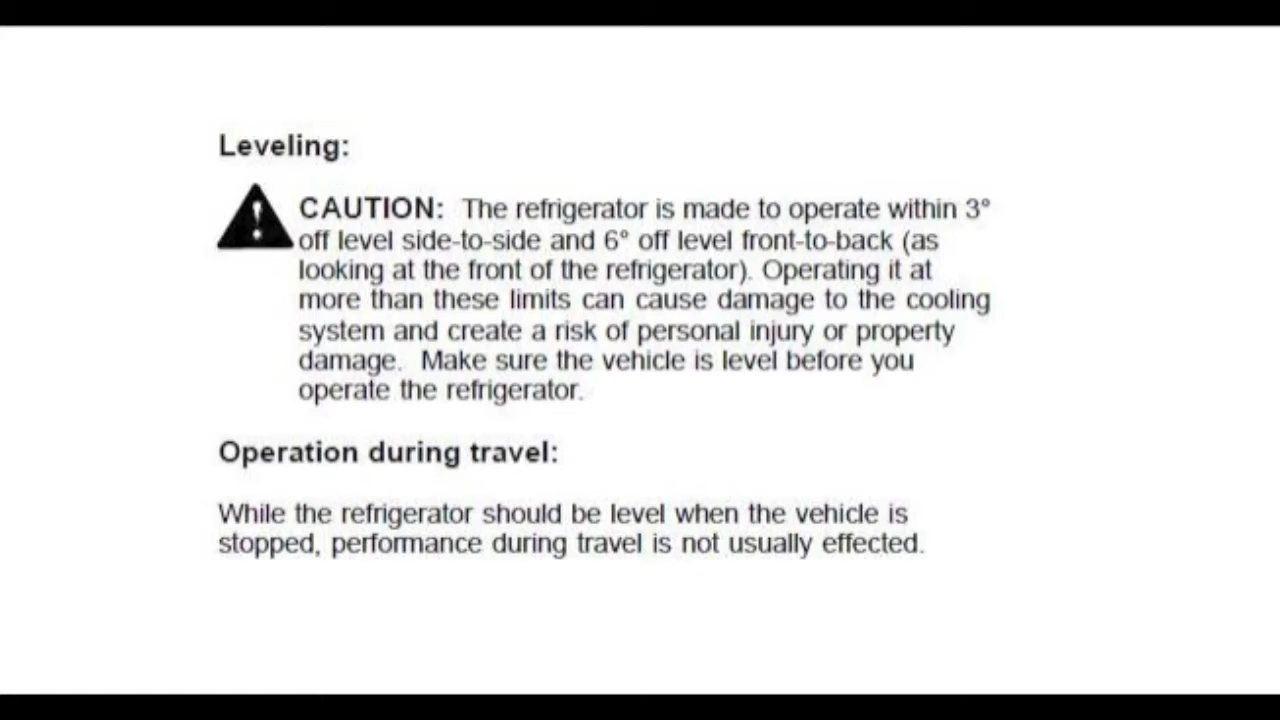 Leveling:
CAUTION: The refrigerator is made to operate within 3°
off level side-to-side and 6° off level front-to-back (as
looking at the front of the refrigerator). Operating it at
more than these limits can cause damage to the cooling
system and create a risk of personal injury or property
damage. Make sure the vehicle is level before you
operate the refrigerator.
Operation during travel:
While the refrigerator should be level when the vehicle is
stopped, performance during travel is not usually effected.